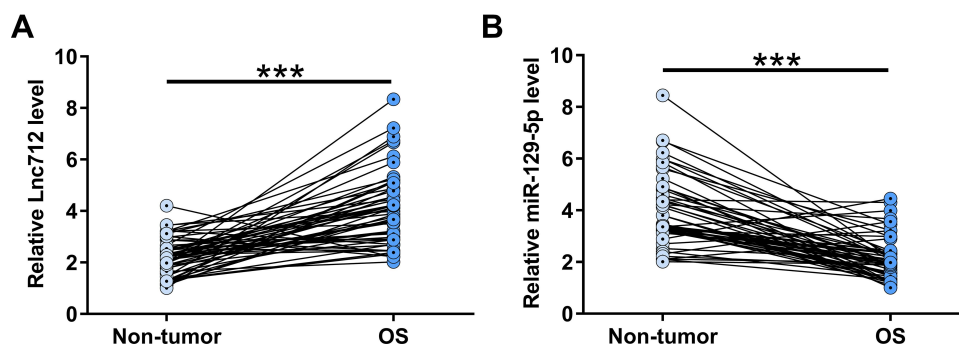 A
B
Relative Lnc712 level
10
8
6
4
2
0
***
Non-tumor
OS
Relative miR-129-5p level
10
8
6
4
2
0
***
Non-tumor
OS